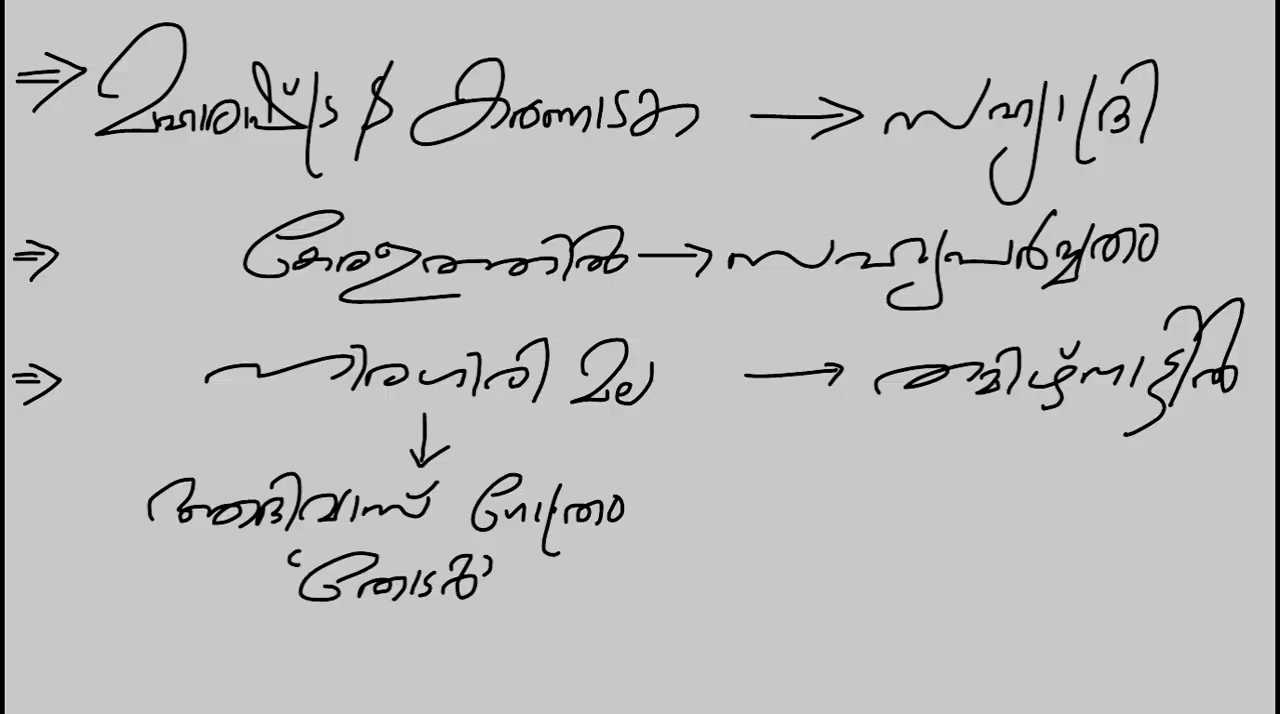 ⇒ മഹാരാഷ്ട്ര & കർണാടക → സഹ്യാദ്രി
⇒ കേരളത്തിൽ → സഹ്യപർവ്വതം
⇒ നീലഗിരി മല → തമിഴ്നാട്ടിൽ
↓
ആദിവാസി ഗോത്രം
'തോടർ'